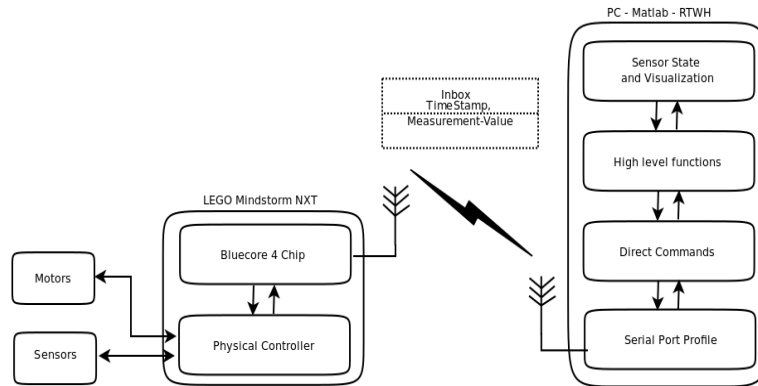 PC - Matlab - RTWH
Sensor State
and Visualization
Inbox
TimeStamp,
Measurement-Value
High level functions
LEGO Mindstorm NXT
Bluecore 4 Chip
Direct Commands
Motors
Physical Controller
Serial Port Profile
Sensors